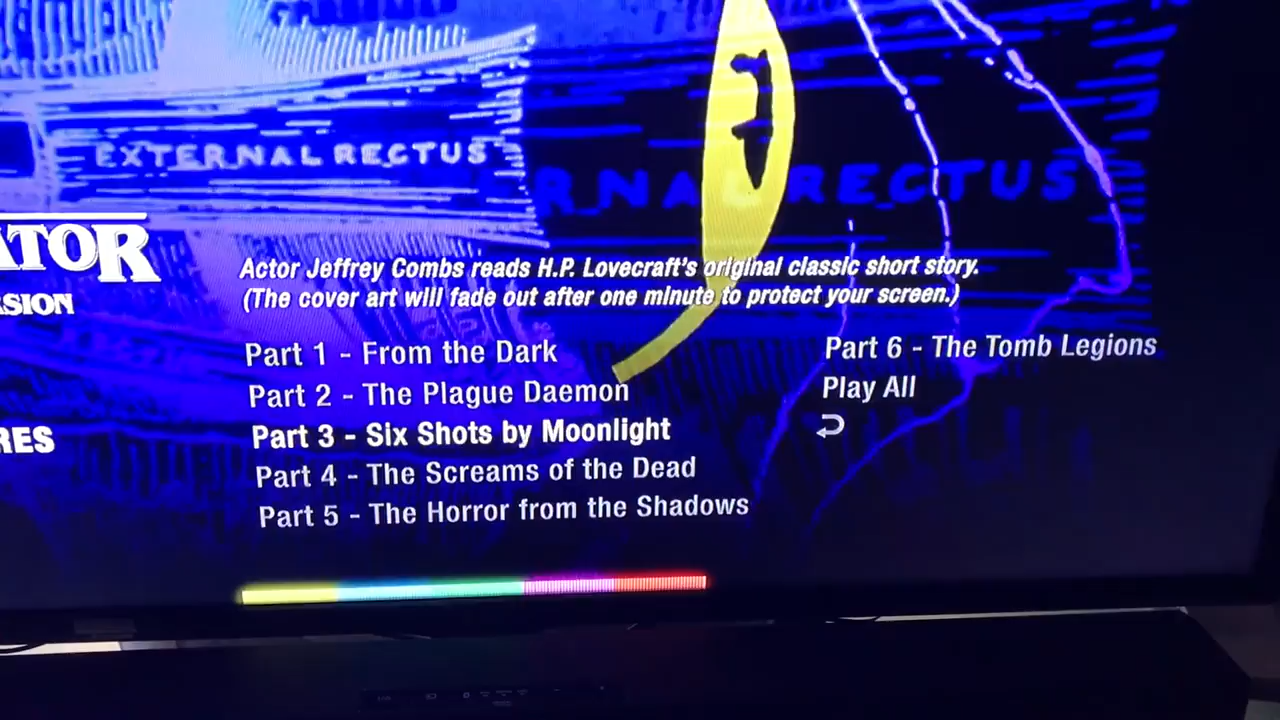 EXTERNAL RECTUS
RNAL RECTUS
ATOR
SION
Actor Jeffrey Combs reads H.P. Lovecraft's original classic short story.
(The cover art will fade out after one minute to protect your screen.)
Part 1 - From the Dark
Part 2 - The Plague Daemon
Part 3 - Six Shots by Moonlight
Part 4 - The Screams of the Dead
Part 5 - The Horror from the Shadows
Part 6 - The Tomb Legions
Play All
RES